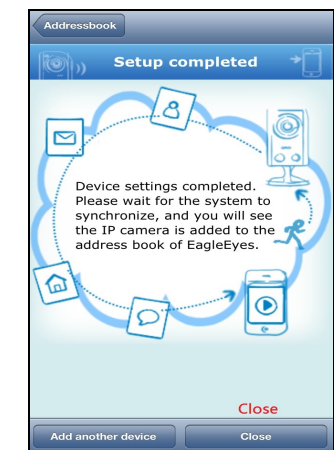 Addressbook
Setup completed
Device settings completed.
Please wait for the system to
synchronize, and you will see
the IP camera is added to the
address book of EagleEyes.
Close
Add another device
Close